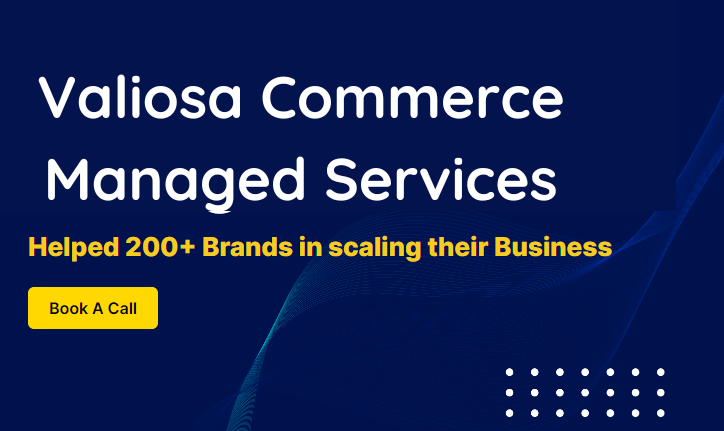 Valiosa Commerce
Managed Services
Helped 200+ Brands in scaling their Business
Book A Call